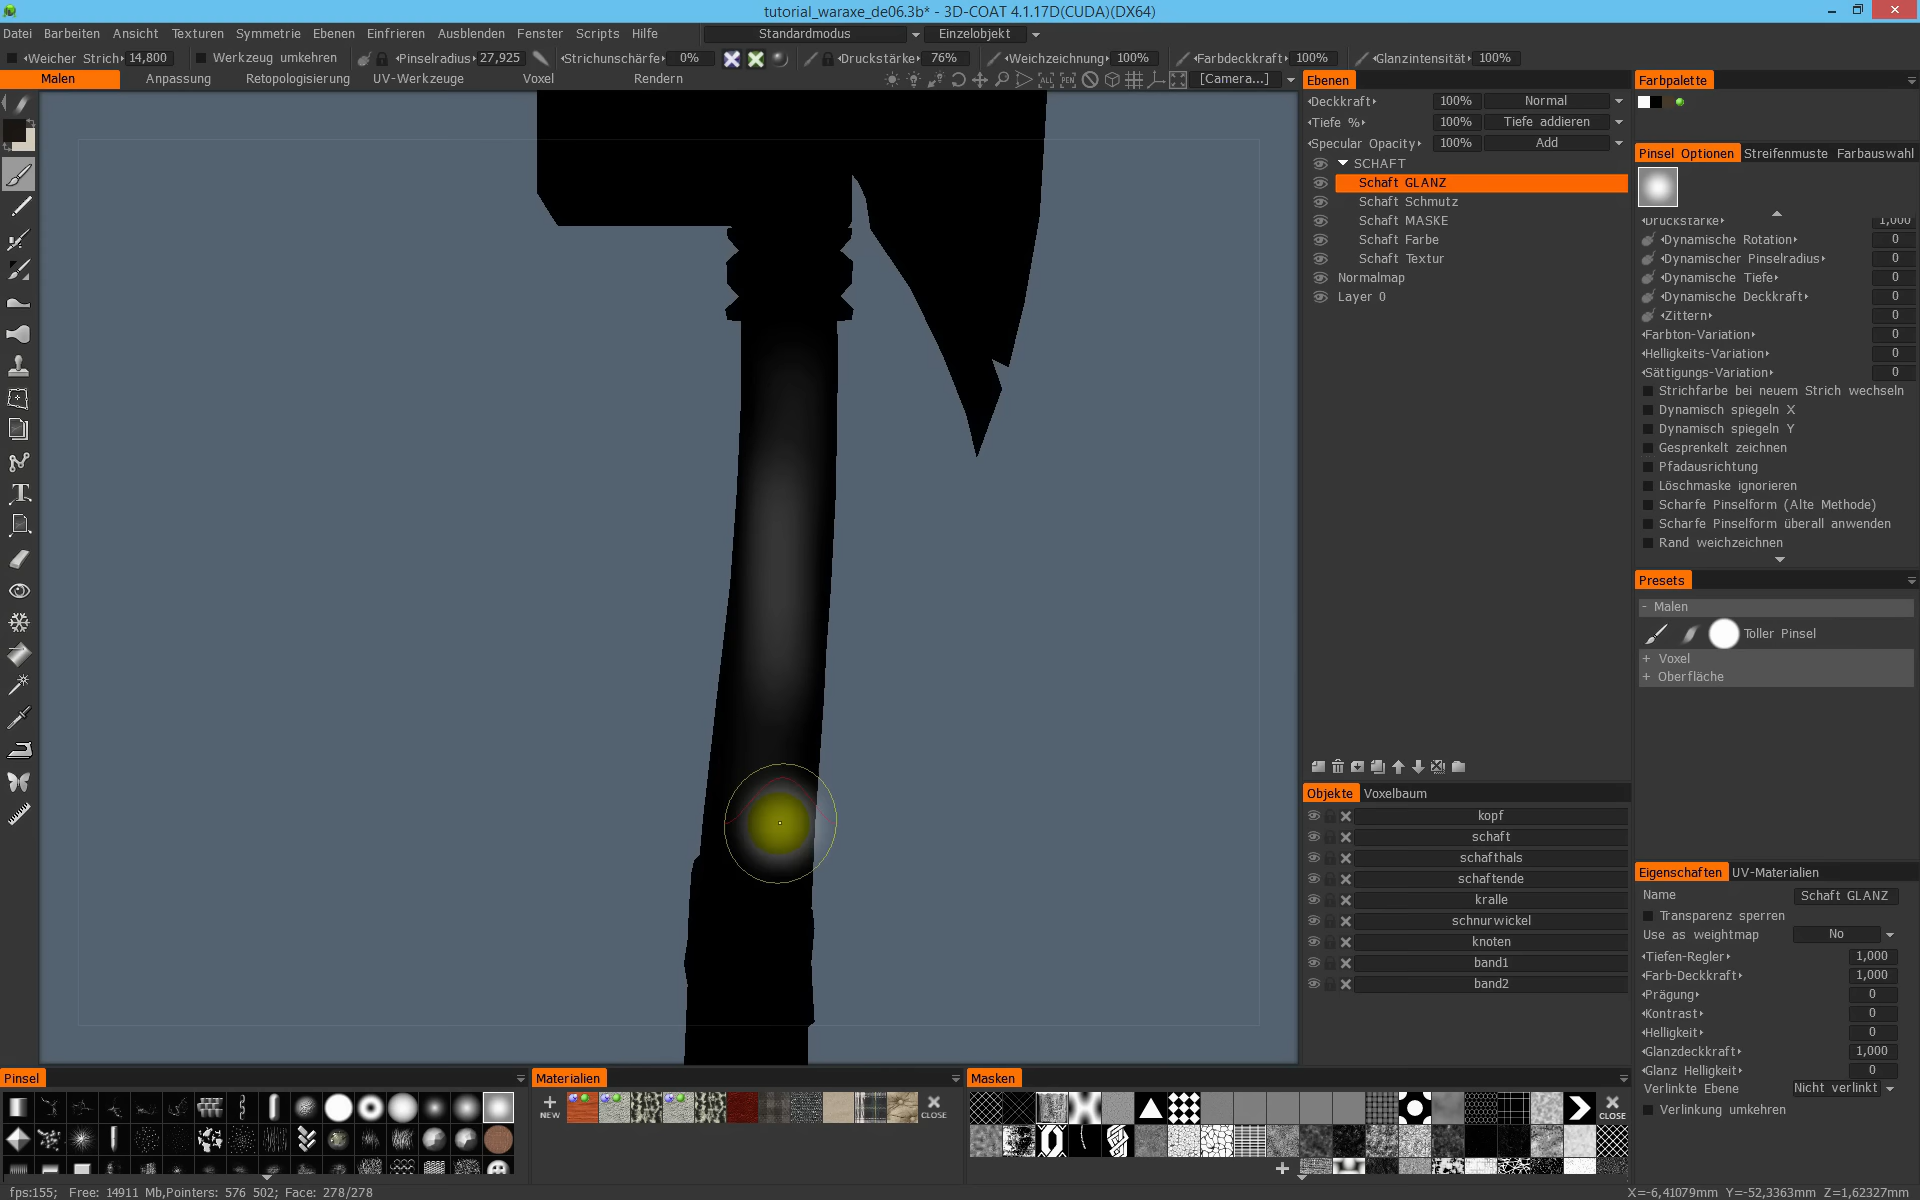 tutorial_waraxe_de06.3b* - 3D-COAT 4.1.17D(CUDA)(DX64)
Datei Bearbeiten Ansicht Texturen Symmetrie Ebenen Einfrieren Ausblenden Fenster Scripts Hilfe Standardmodus Einzelobjekt
Weicher Strich 14,800 Werkzeug umkehren Pinselradius 27,925 Strichunschärfe 0% Druckstärke 76% Weichzeichnung 100% Farbdeckkraft 100% Glanzintensität 100%
Malen Anpassung Retopologisierung UV-Werkzeuge Voxel Rendern [Camera...]
Ebenen
Deckkraft 100% Normal
Tiefe % 100% Tiefe addieren
Specular Opacity 100% Add
SCHAFT
Schaft GLANZ
Schaft Schmutz
Schaft MASKE
Schaft Farbe
Schaft Textur
Normalmap
Layer 0
Objekte Voxelbaum
kopf
schaft
schafthals
schaftende
kralle
schnurwickel
knoten
band1
band2
Farbpalette
Pinsel Optionen Streifenmuste Farbauswahl
Druckstärke 1,000
Dynamische Rotation 0
Dynamischer Pinselradius 0
Dynamische Tiefe 0
Dynamische Deckkraft 0
Zittern 0
Farbton-Variation 0
Helligkeits-Variation 0
Sättigungs-Variation 0
Strichfarbe bei neuem Strich wechseln
Dynamisch spiegeln X
Dynamisch spiegeln Y
Gesprenkelt zeichnen
Pfadausrichtung
Löschmaske ignorieren
Scharfe Pinselform (Alte Methode)
Scharfe Pinselform überall anwenden
Rand weichzeichnen
Presets
- Malen
Toller Pinsel
+ Voxel
+ Oberfläche
Eigenschaften UV-Materialien
Name Schaft GLANZ
Transparenz sperren
Use as weightmap No
Tiefen-Regler 1,000
Farb-Deckkraft 1,000
Prägung 0
Kontrast 0
Helligkeit 0
Glanzdeckkraft 1,000
Glanz Helligkeit 0
Verlinkte Ebene Nicht verlinkt
Verlinkung umkehren
Pinsel
Materialien
NEW CLOSE
Masken
CLOSE
fps:155; Free: 14911 Mb,Pointers: 576 502; Face: 278/278
X=-6,41079mm Y=-52,3363mm Z=1,62327mm